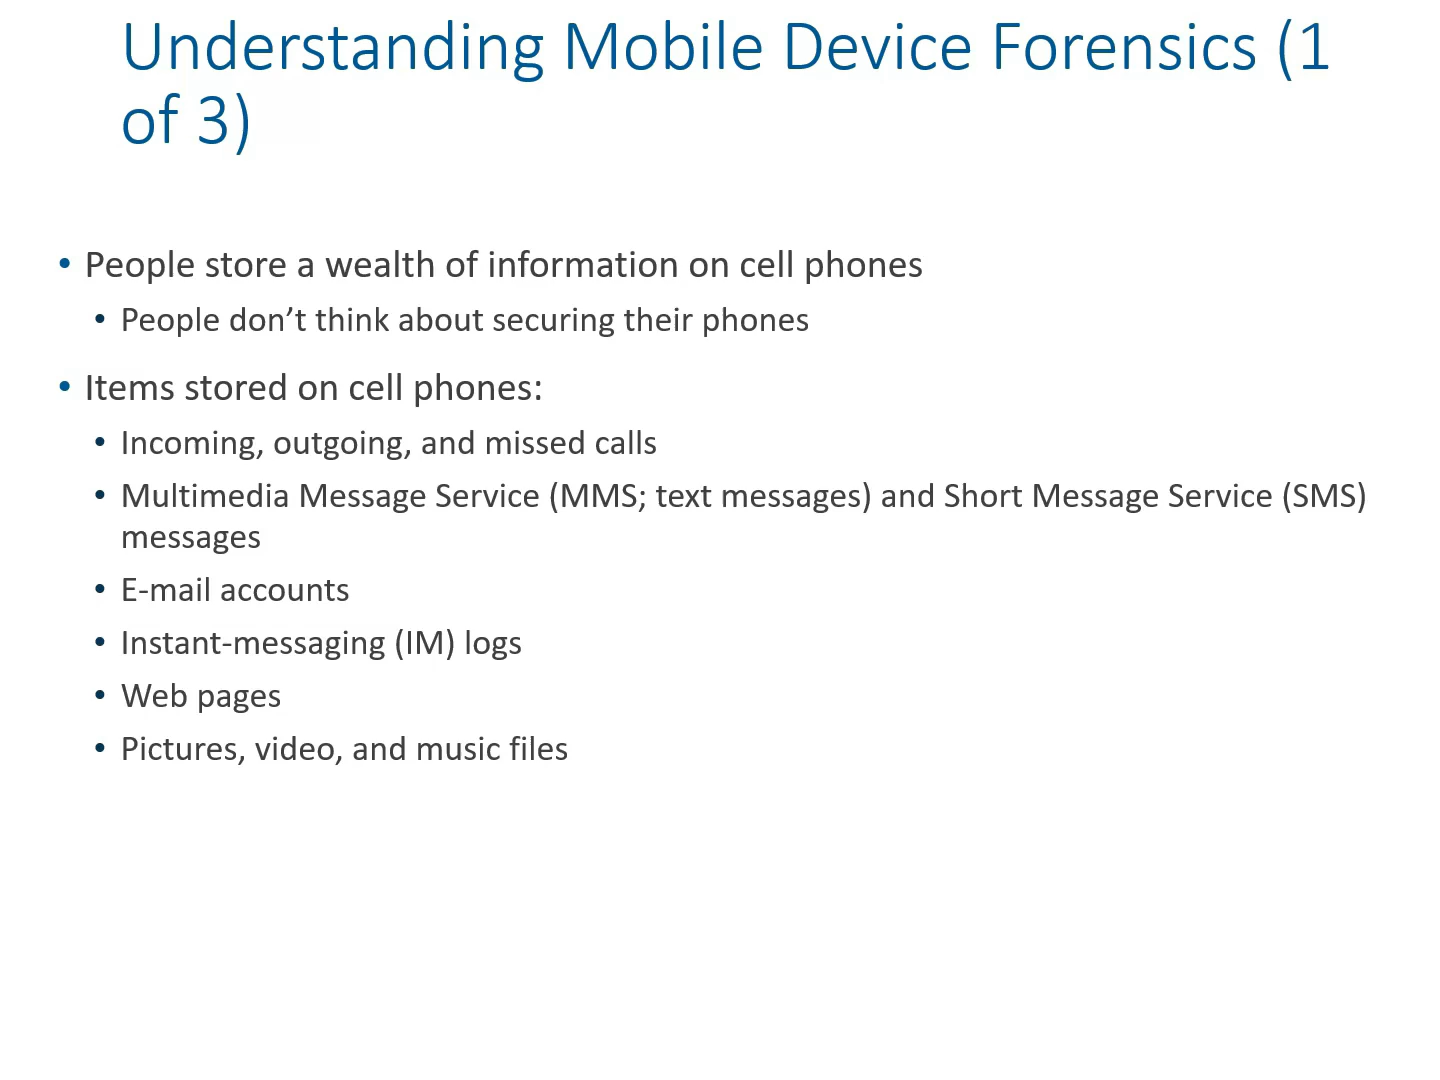 Understanding Mobile Device Forensics (1
of 3)
• People store a wealth of information on cell phones
• People don’t think about securing their phones
• Items stored on cell phones:
• Incoming, outgoing, and missed calls
• Multimedia Message Service (MMS; text messages) and Short Message Service (SMS)
messages
• E-mail accounts
• Instant-messaging (IM) logs
• Web pages
• Pictures, video, and music files